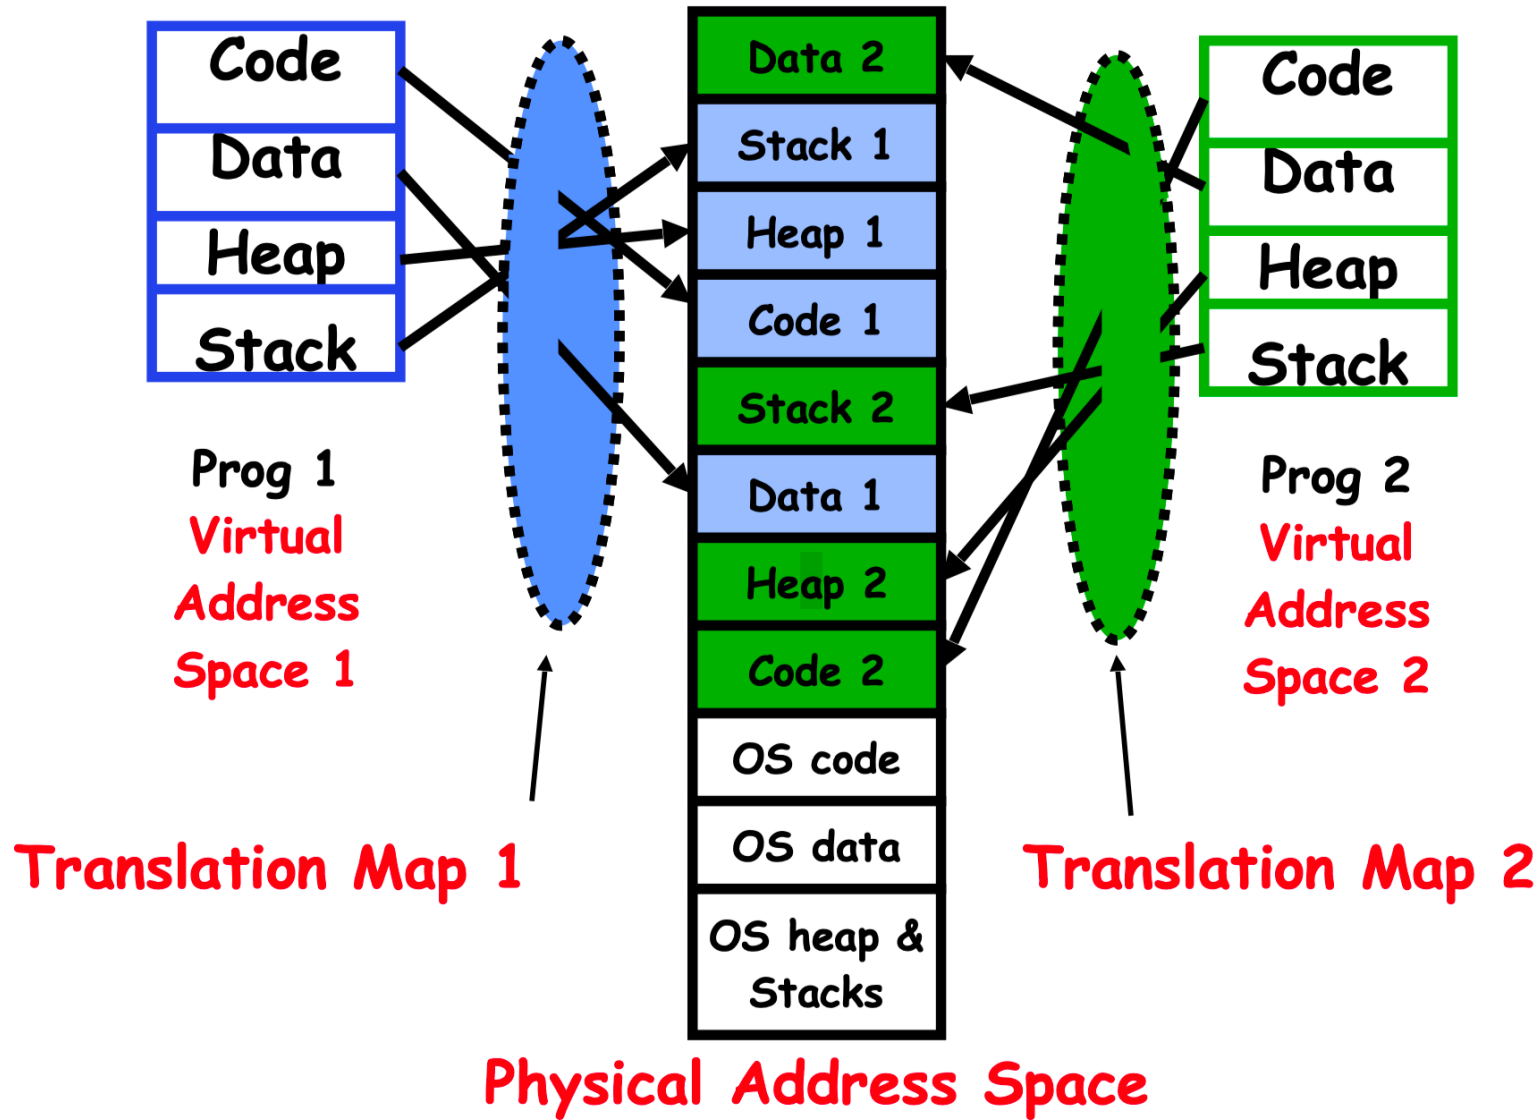 Code
Data
Heap
Stack
Prog 1
Virtual
Address
Space 1
Translation Map 1
Data 2
Stack 1
Heap 1
Code 1
Stack 2
Data 1
Heap 2
Code 2
OS code
OS data
OS heap &
Stacks
Physical Address Space
Code
Data
Heap
Stack
Prog 2
Virtual
Address
Space 2
Translation Map 2